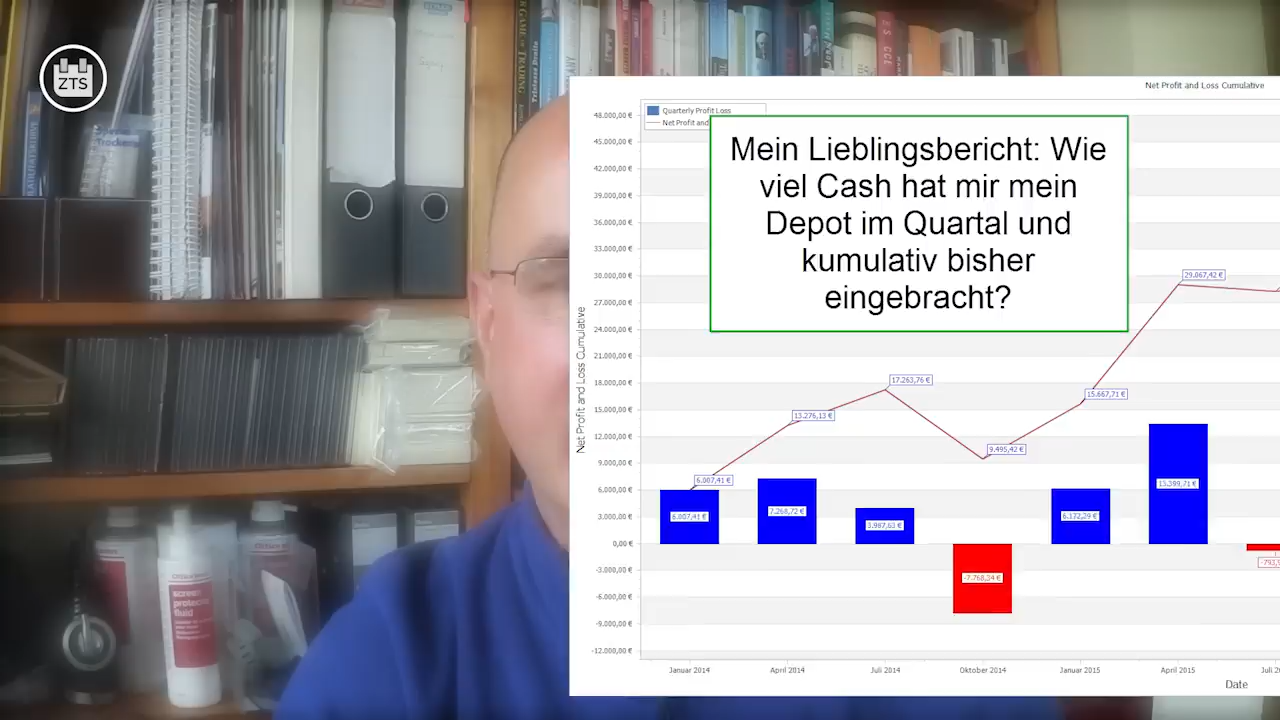 ZTS
GAME OF TRADING
screen
protector
fluid
Net Profit and Loss Cumulative
Quarterly Profit Loss
Net Profit and
Mein Lieblingsbericht: Wie
viel Cash hat mir mein
Depot im Quartal und
kumulativ bisher
eingebracht?
Net Profit and Loss Cumulative
48.000,00 €
45.000,00 €
42.000,00 €
39.000,00 €
36.000,00 €
33.000,00 €
30.000,00 €
27.000,00 €
24.000,00 €
21.000,00 €
18.000,00 €
15.000,00 €
12.000,00 €
9.000,00 €
6.000,00 €
3.000,00 €
0,00 €
-3.000,00 €
-6.000,00 €
-9.000,00 €
-12.000,00 €
6.007,41 €
13.276,13 €
17.263,76 €
9.495,42 €
15.667,71 €
29.067,42 €
6.007,41 €
7.268,72 €
3.987,63 €
-7.768,34 €
6.172,29 €
13.399,71 €
Januar 2014
April 2014
Juli 2014
Oktober 2014
Januar 2015
April 2015
Date